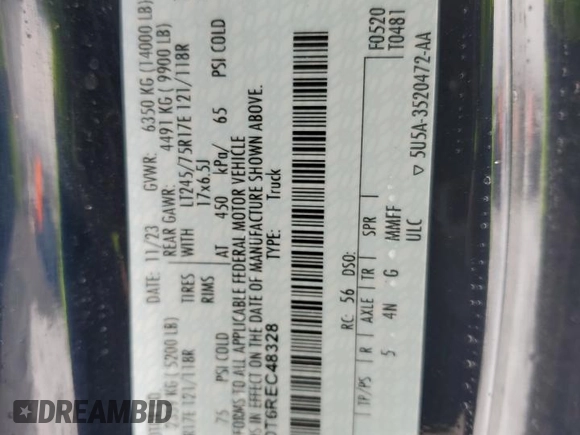 DATE: 11/23 GVWR: 6350 KG (14000 LB)
KG ( 5200 LB) REAR GAWR: 4491 KG ( 9900 LB)
R17E 121/118R TIRES WITH LT245/75R17E 121/118R
RIMS 17x6.5J
75 PSI COLD AT 450 kPa/ 65 PSI COLD
FORMS TO ALL APPLICABLE FEDERAL MOTOR VEHICLE
S IN EFFECT ON THE DATE OF MANUFACTURE SHOWN ABOVE.
0T6REC48328 TYPE: Truck
F0520
T0481
RC: 56 DSO:
TP/PS R AXLE TR SPR
5 4N G MMFF
ULC
▽ 5U5A-3520472-AA
DREAMBID